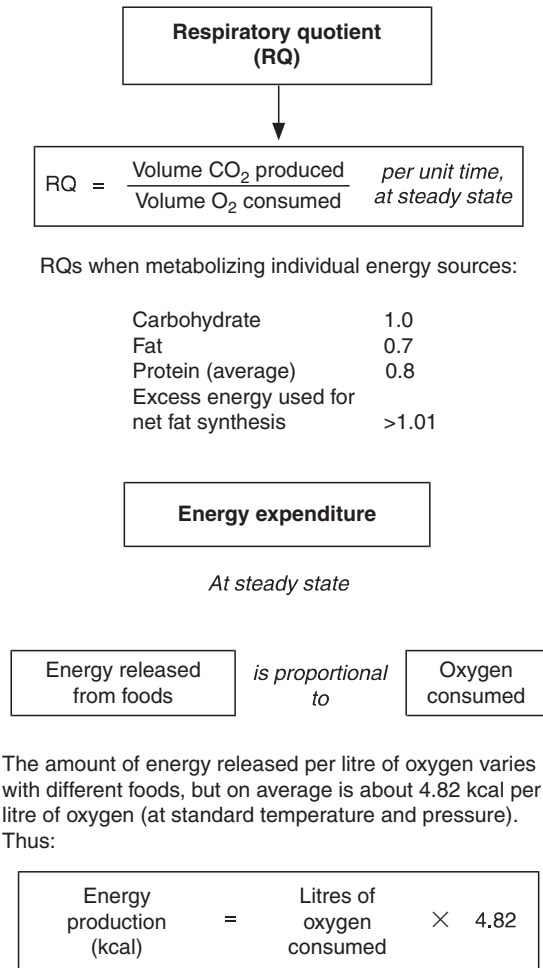 Respiratory quotient
(RQ)
RQ = Volume CO₂ produced / Volume O₂ consumed per unit time,
at steady state
RQs when metabolizing individual energy sources:
Carbohydrate 1.0
Fat 0.7
Protein (average) 0.8
Excess energy used for
net fat synthesis >1.01
Energy expenditure
At steady state
Energy released
from foods
is proportional
to
Oxygen
consumed
The amount of energy released per litre of oxygen varies
with different foods, but on average is about 4.82 kcal per
litre of oxygen (at standard temperature and pressure).
Thus:
Energy
production
(kcal)
=
Litres of
oxygen
consumed
× 4.82